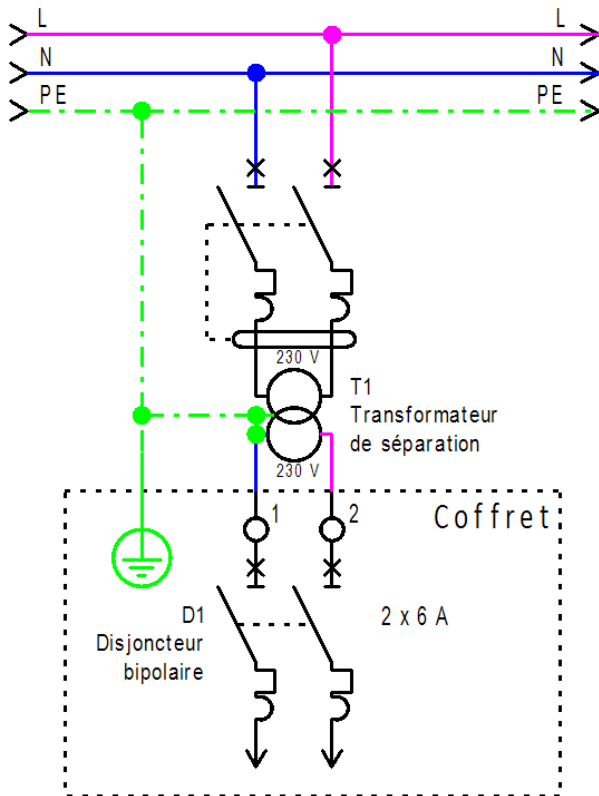 L L
N N
PE PE
230 V
T1
Transformateur
de séparation
230 V
1 2
Coffret
D1
Disjoncteur
bipolaire
2 x 6 A